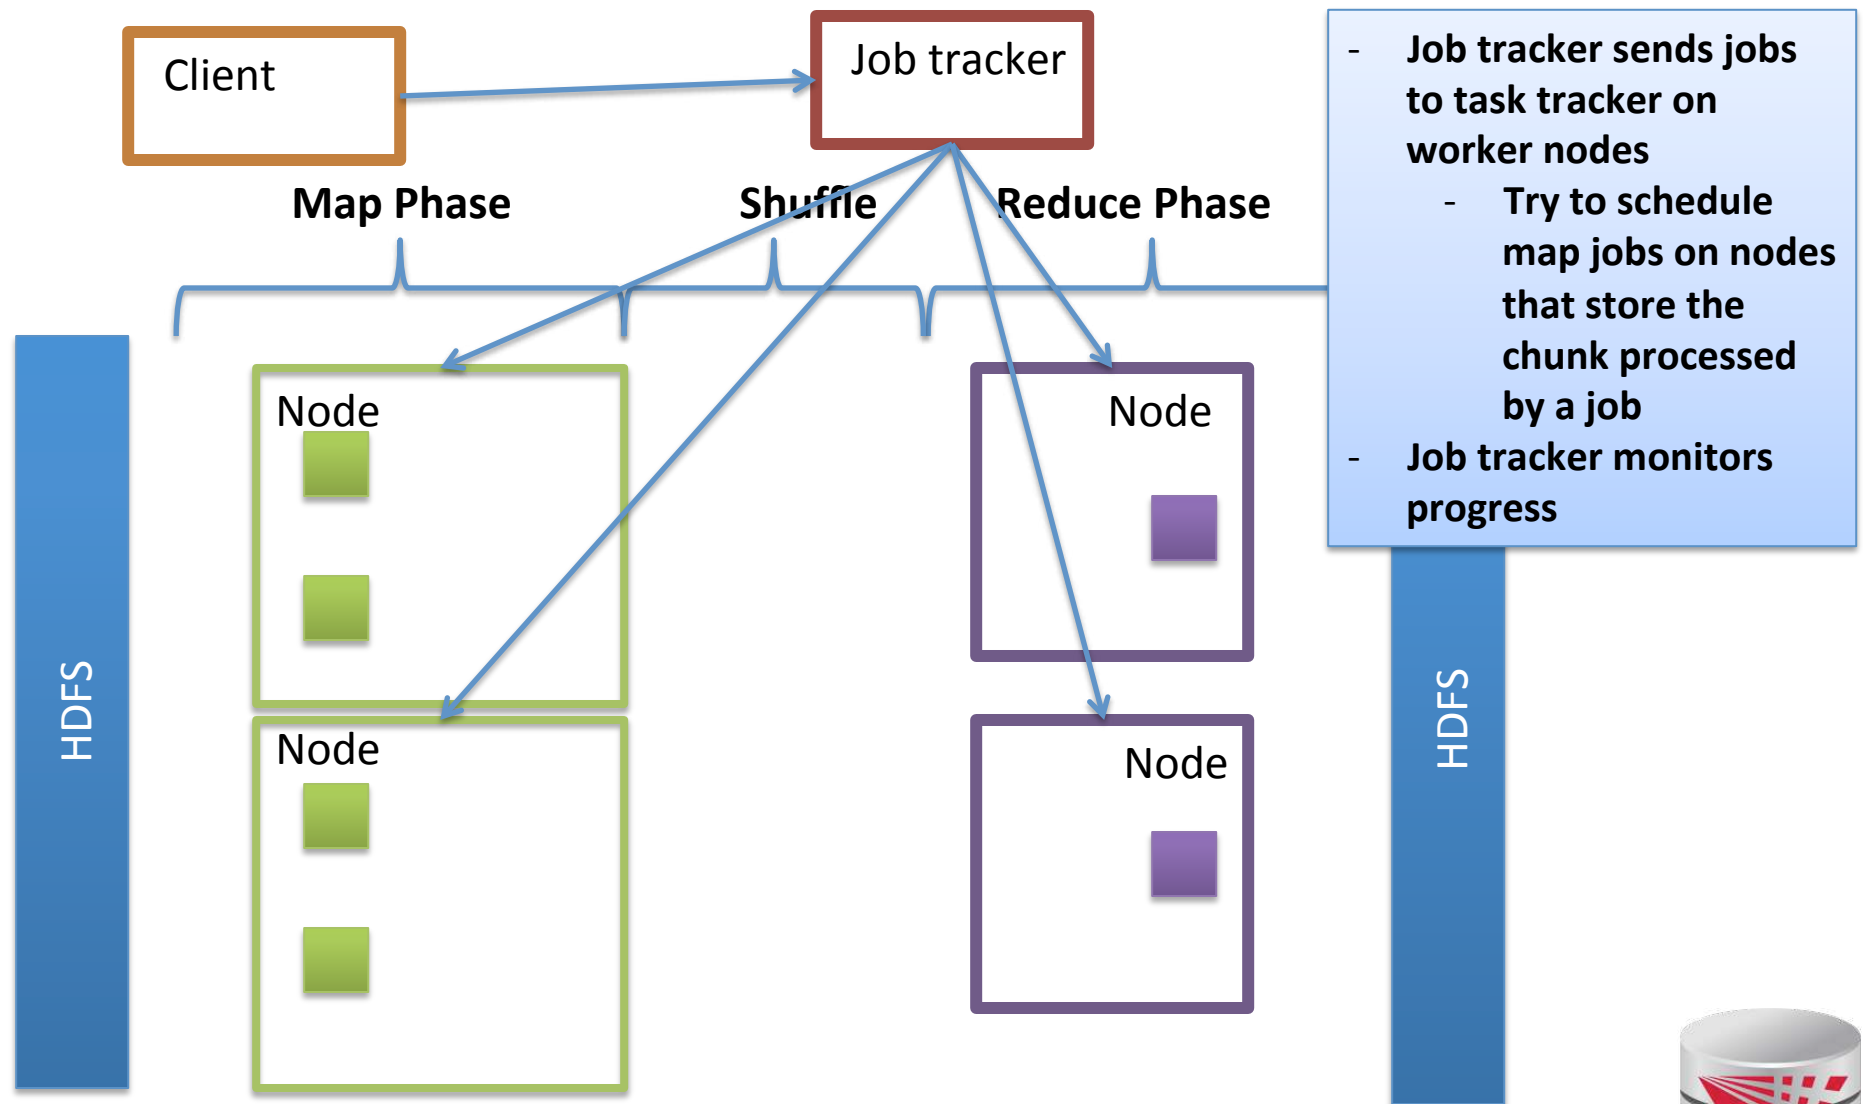 Client
Job tracker
Map Phase
Shuffle
Reduce Phase
- Job tracker sends jobs
to task tracker on
worker nodes
- Try to schedule
map jobs on nodes
that store the
chunk processed
by a job
- Job tracker monitors
progress
HDFS
Node
Node
Node
Node
HDFS